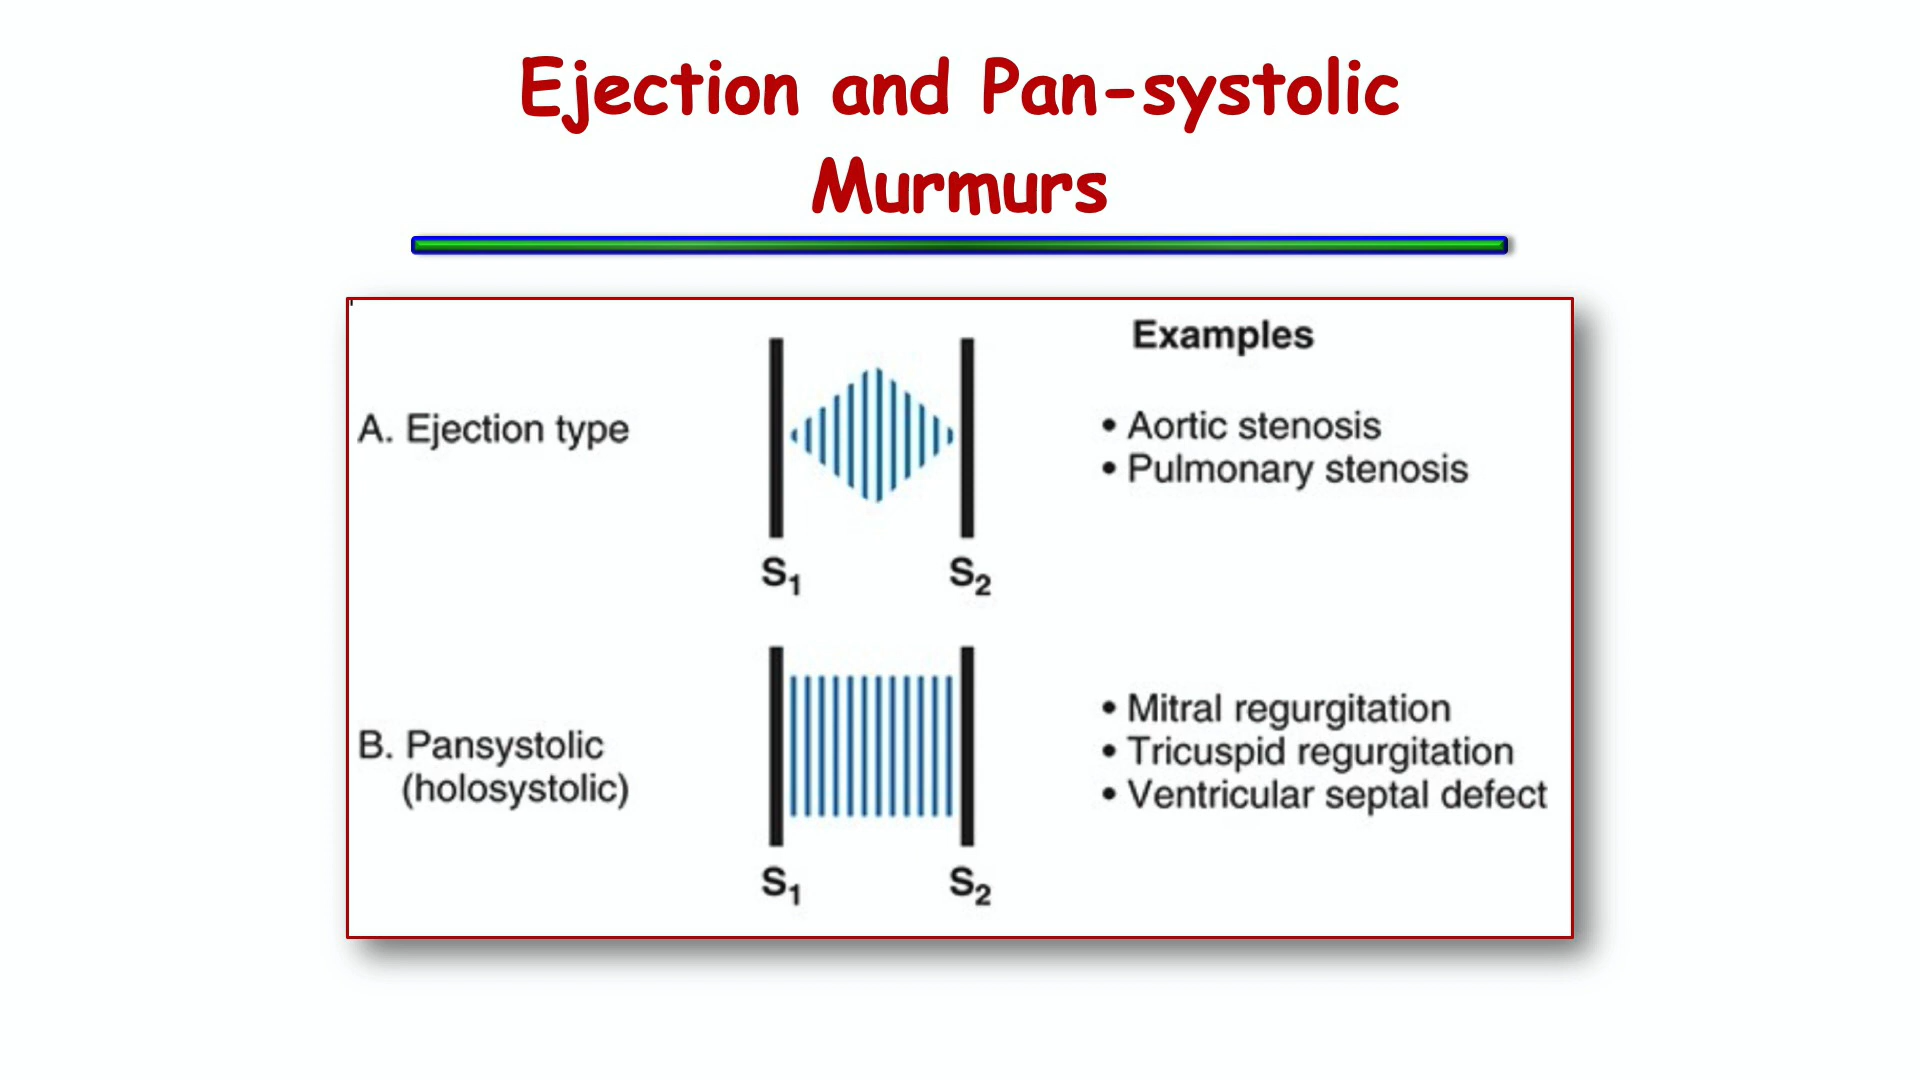 Ejection and Pan-systolic
Murmurs
Examples
A. Ejection type
• Aortic stenosis
• Pulmonary stenosis
S1 S2
B. Pansystolic
(holosystolic)
• Mitral regurgitation
• Tricuspid regurgitation
• Ventricular septal defect
S1 S2